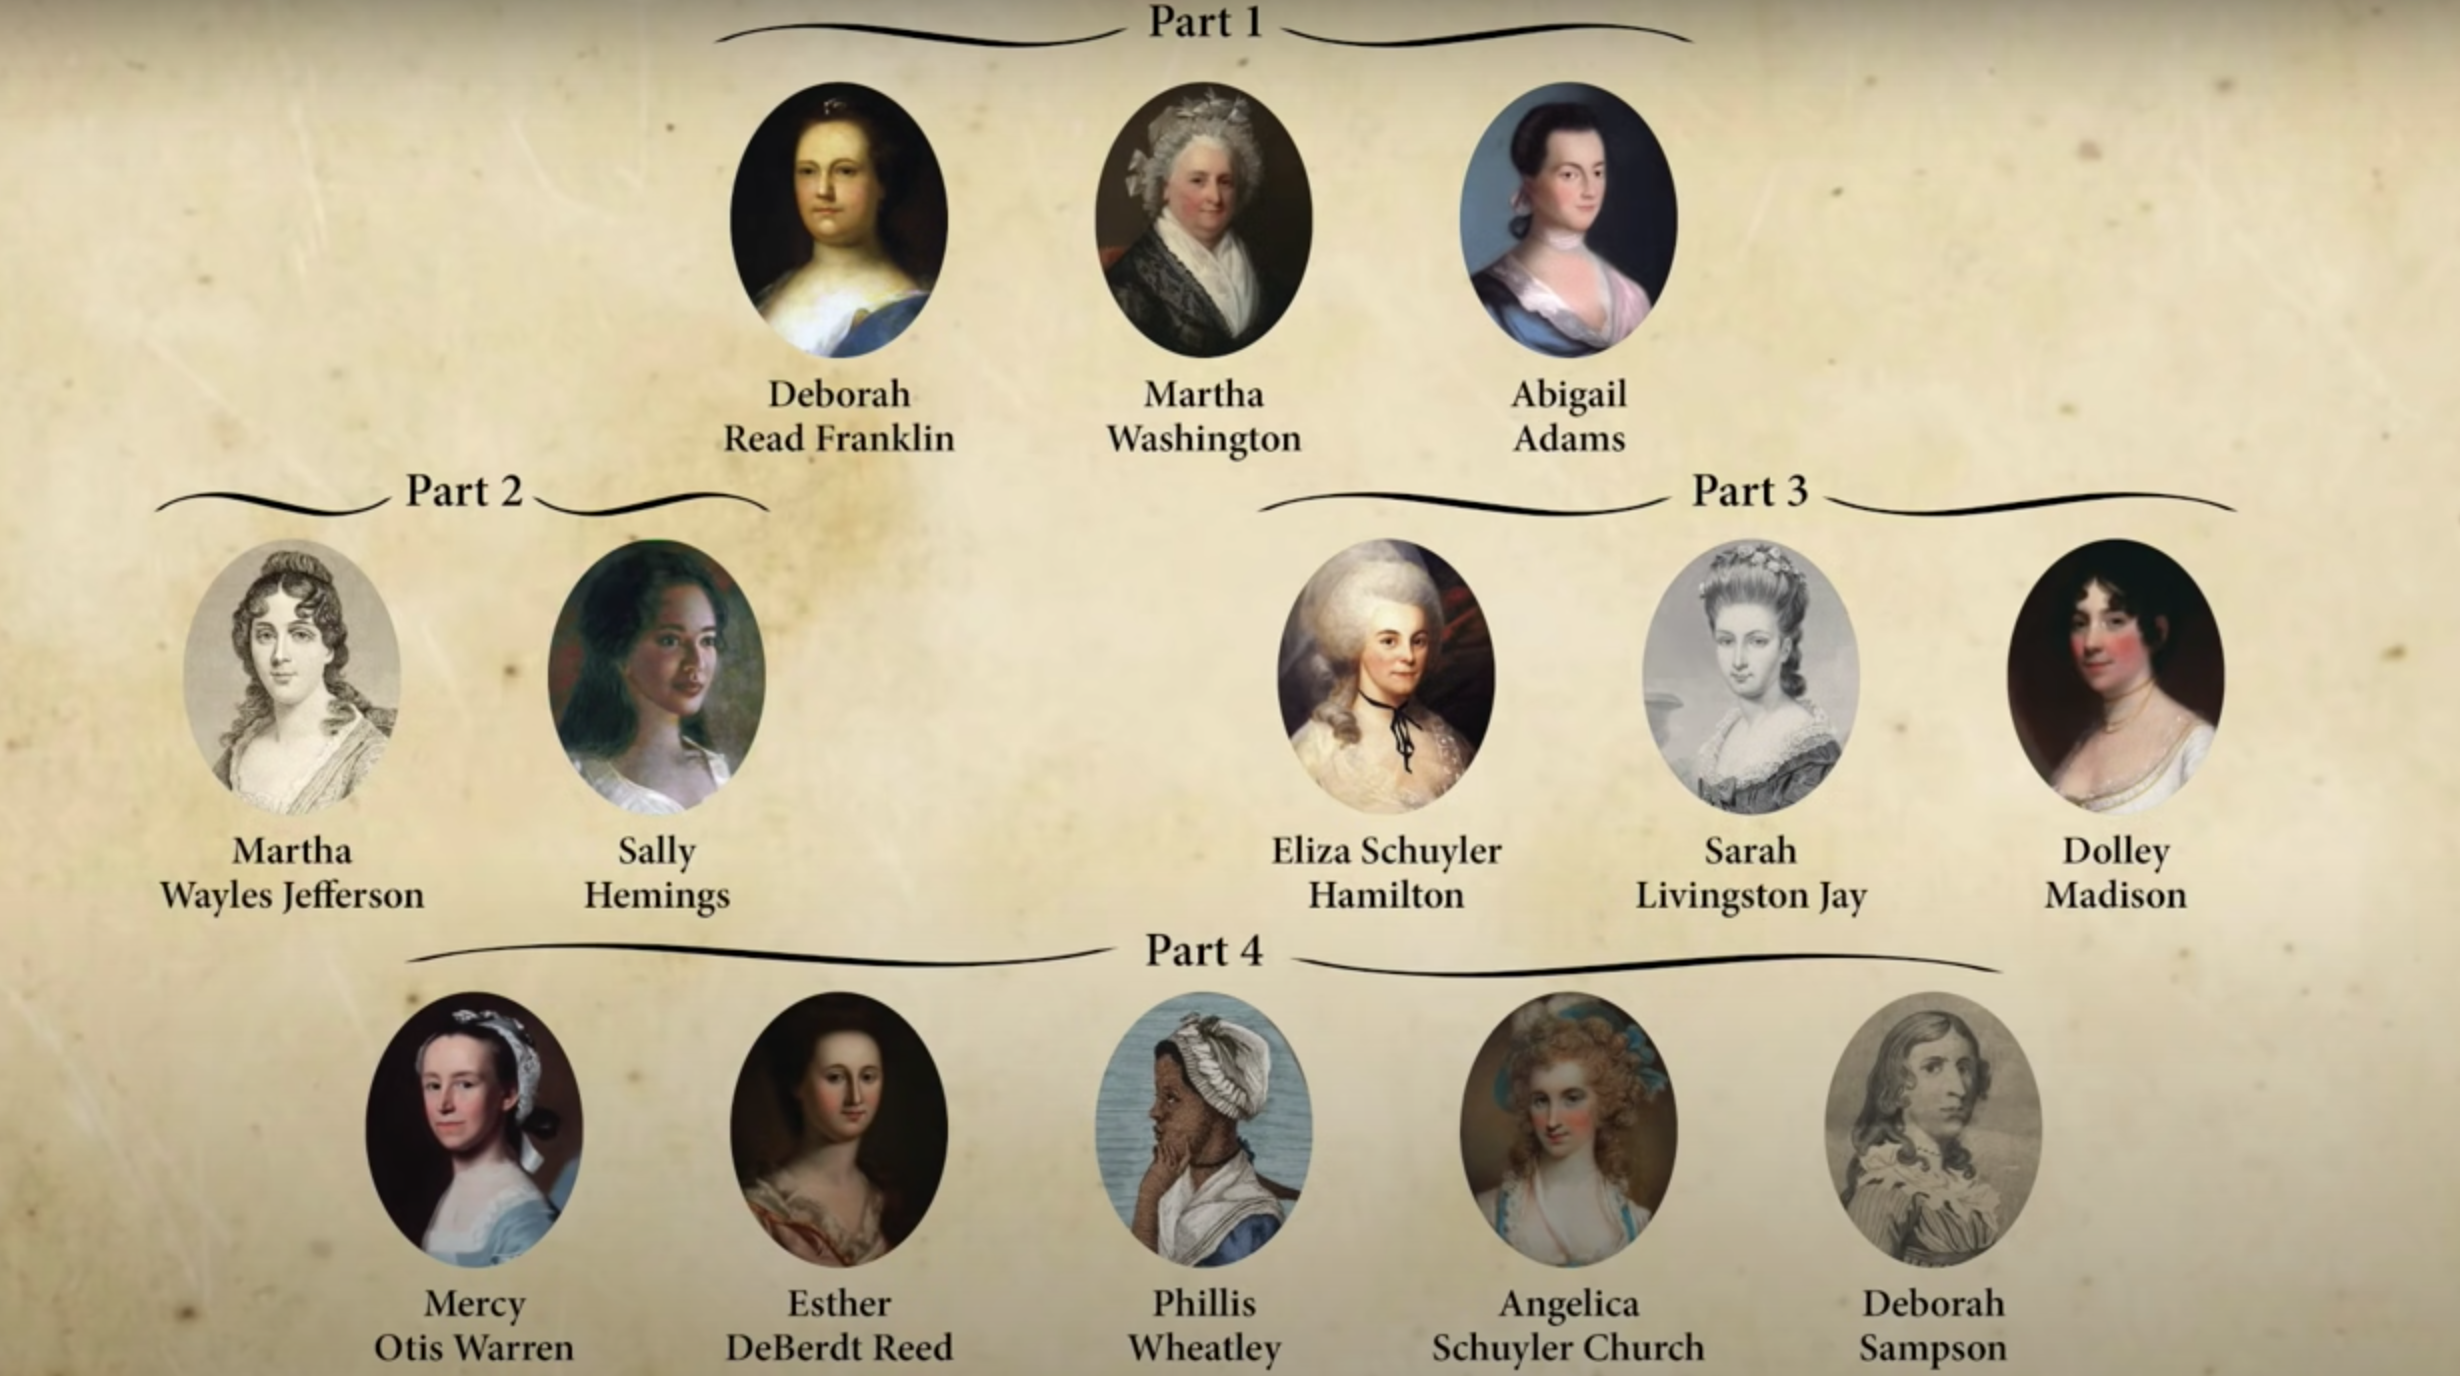 Part 1
Deborah
Read Franklin
Martha
Washington
Abigail
Adams
Part 2
Martha
Wayles Jefferson
Sally
Hemings
Part 3
Eliza Schuyler
Hamilton
Sarah
Livingston Jay
Dolley
Madison
Part 4
Mercy
Otis Warren
Esther
DeBerdt Reed
Phillis
Wheatley
Angelica
Schuyler Church
Deborah
Sampson